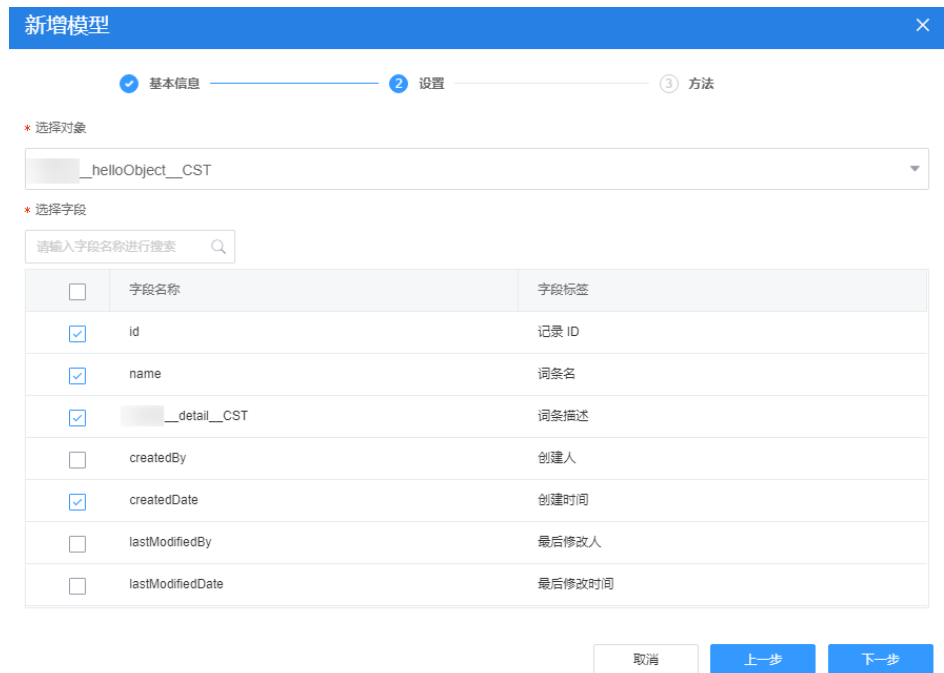 新增模型
基本信息 2 设置 3 方法
* 选择对象
__helloObject__CST
* 选择字段
请输入字段名称进行搜索
字段名称 字段标签
id 记录 ID
name 词条名
__detail__CST 词条描述
createdBy 创建人
createdDate 创建时间
lastModifiedBy 最后修改人
lastModifiedDate 最后修改时间
取消 上一步 下一步